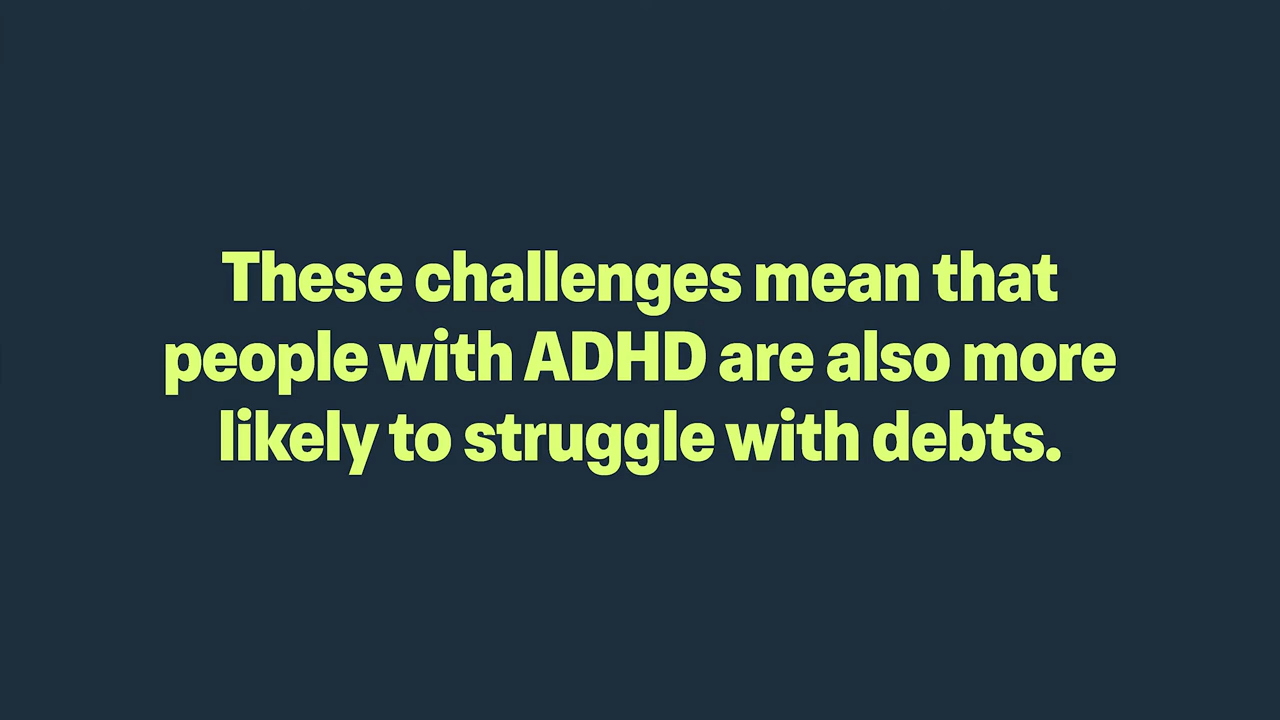 These challenges mean that
people with ADHD are also more
likely to struggle with debts.